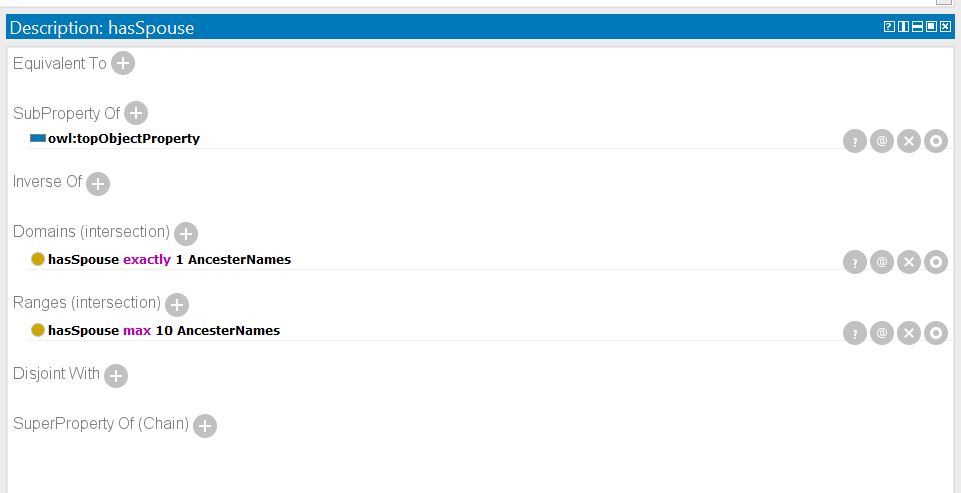 Description: hasSpouse
Equivalent To
SubProperty Of
owl:topObjectProperty
Inverse Of
Domains (intersection)
hasSpouse exactly 1 AncesterNames
Ranges (intersection)
hasSpouse max 10 AncesterNames
Disjoint With
SuperProperty Of (Chain)